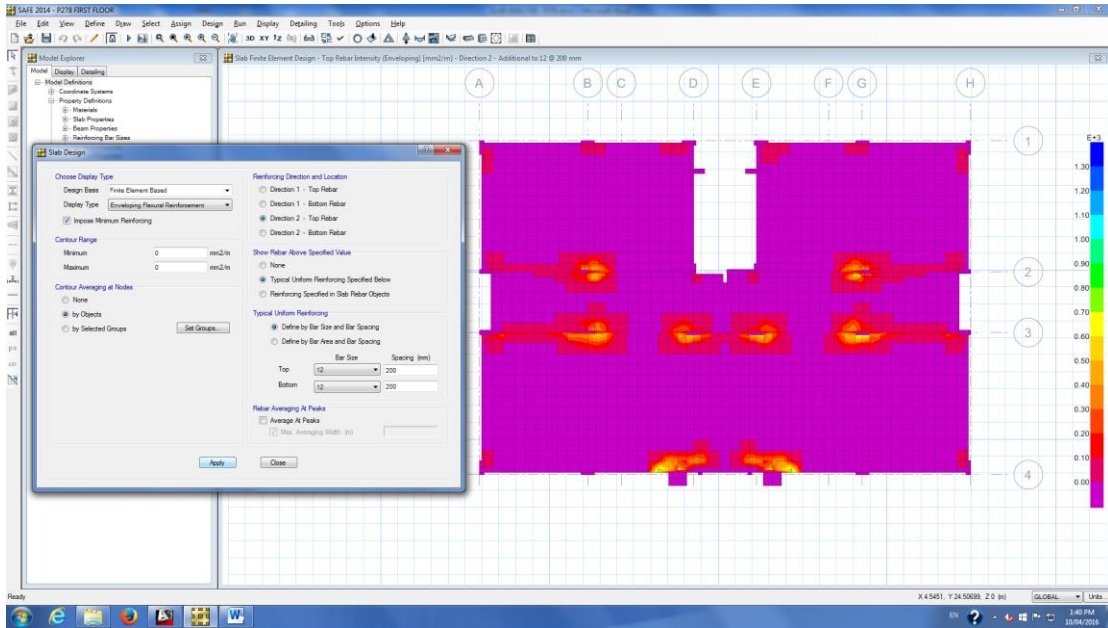 SAFE 2014 - P278 FIRST FLOOR
File Edit View Define Draw Select Assign Design Run Display Detailing Tools Options Help
3D
Model Explorer
Model Display Detailing
Model Definitions
Coordinate Systems
Property Definitions
Materials
Slab Properties
Beam Properties
Reinforcing Bar Sizes
Slab Finite Element Design - Top Rebar Intensity (Enveloping) [mm2/m] - Direction 2 - Additional to 12 @ 200 mm
A B C D E F G H
1
2
3
4
E+3
1.30
1.20
1.10
1.00
0.90
0.80
0.70
0.60
0.50
0.40
0.30
0.20
0.10
0.00
Slab Design
Choose Display Type
Design Basis Finite Element Based
Display Type Enveloping Flexural Reinforcement
Impose Minimum Reinforcing
Contour Range
Minimum 0 mm2/m
Maximum 0 mm2/m
Contour Averaging at Nodes
None
by Objects
by Selected Groups Set Groups...
Reinforcing Direction and Location
Direction 1 - Top Rebar
Direction 1 - Bottom Rebar
Direction 2 - Top Rebar
Direction 2 - Bottom Rebar
Show Rebar Above Specified Value
None
Typical Uniform Reinforcing Specified Below
Reinforcing Specified in Slab Rebar Objects
Typical Uniform Reinforcing
Define by Bar Size and Bar Spacing
Define by Bar Area and Bar Spacing
Bar Size Spacing (mm)
Top 12 200
Bottom 12 200
Rebar Averaging At Peaks
Average At Peaks
Max. Averaging Width (m)
Apply Close
all
Ready
X 4.5451, Y 24.50699, Z 0 (m) GLOBAL Units...
EN 1:40 PM
10/04/2016